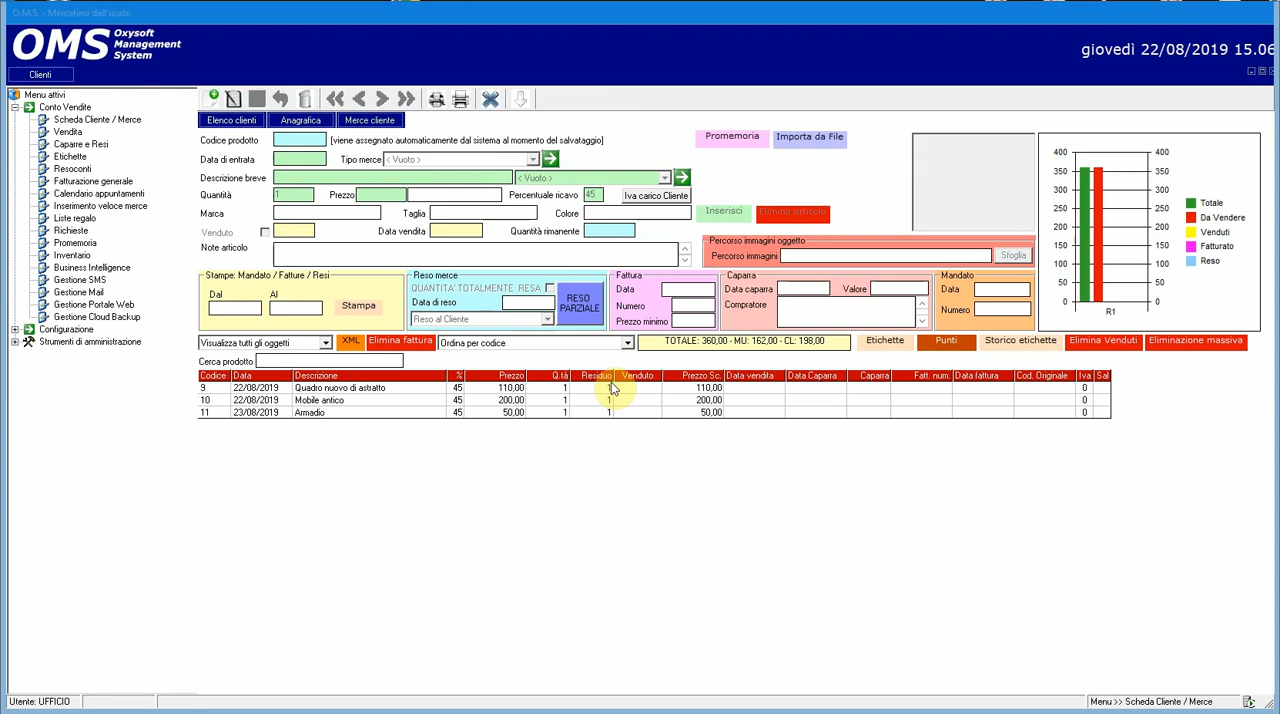 O.M.S. - Mercatino dell'usato
OMS Oxysoft Management System
giovedì 22/08/2019 15.06
Clienti
Menu attivi
Conto Vendite
Scheda Cliente / Merce
Vendita
Caparre e Resi
Etichette
Resoconti
Fatturazione generale
Calendario appuntamenti
Inserimento veloce merce
Liste regalo
Richieste
Promemoria
Inventario
Business Intelligence
Gestione SMS
Gestione Mail
Gestione Portale Web
Gestione Cloud Backup
Configurazione
Strumenti di amministrazione
Elenco clienti Anagrafica Merce cliente
Codice prodotto [viene assegnato automaticamente dal sistema al momento del salvataggio]
Promemoria Importa da File
Data di entrata Tipo merce < Vuoto >
Descrizione breve < Vuoto >
Quantità 1 Prezzo Percentuale ricavo 45 Iva carico Cliente
Marca Taglia Colore Inserisci Elimina articolo
Venduto Data vendita Quantità rimanente
Note articolo
Percorso immagini oggetto
Percorso immagini Sfoglia
400 400
350 350
300 300
250 250
200 200
150 150
100 100
50 50
0 0
R1
Totale
Da Vendere
Venduti
Fatturato
Reso
Stampe: Mandato / Fatture / Resi
Dal Al
Stampa
Reso merce
QUANTITA' TOTALMENTE RESA
Data di reso
Reso al Cliente
RESO PARZIALE
Fattura
Data
Numero
Prezzo minimo
Caparra
Data caparra Valore
Compratore
Mandato
Data
Numero
Visualizza tutti gli oggetti XML Elimina fattura Ordina per codice TOTALE: 360,00 - MU: 162,00 - CL: 198,00 Etichette Punti Storico etichette Elimina Venduti Eliminazione massiva
Cerca prodotto
Codice Data Descrizione % Prezzo Q.tà Residuo Venduto Prezzo Sc. Data vendita Data Caparra Caparra Fatt. num. Data fattura Cod. Originale Iva Sal
9 22/08/2019 Quadro nuovo di astratto 45 110,00 1 1 110,00 0
10 22/08/2019 Mobile antico 45 200,00 1 1 200,00 0
11 23/08/2019 Armadio 45 50,00 1 1 50,00 0
Utente: UFFICIO
Menu >> Scheda Cliente / Merce